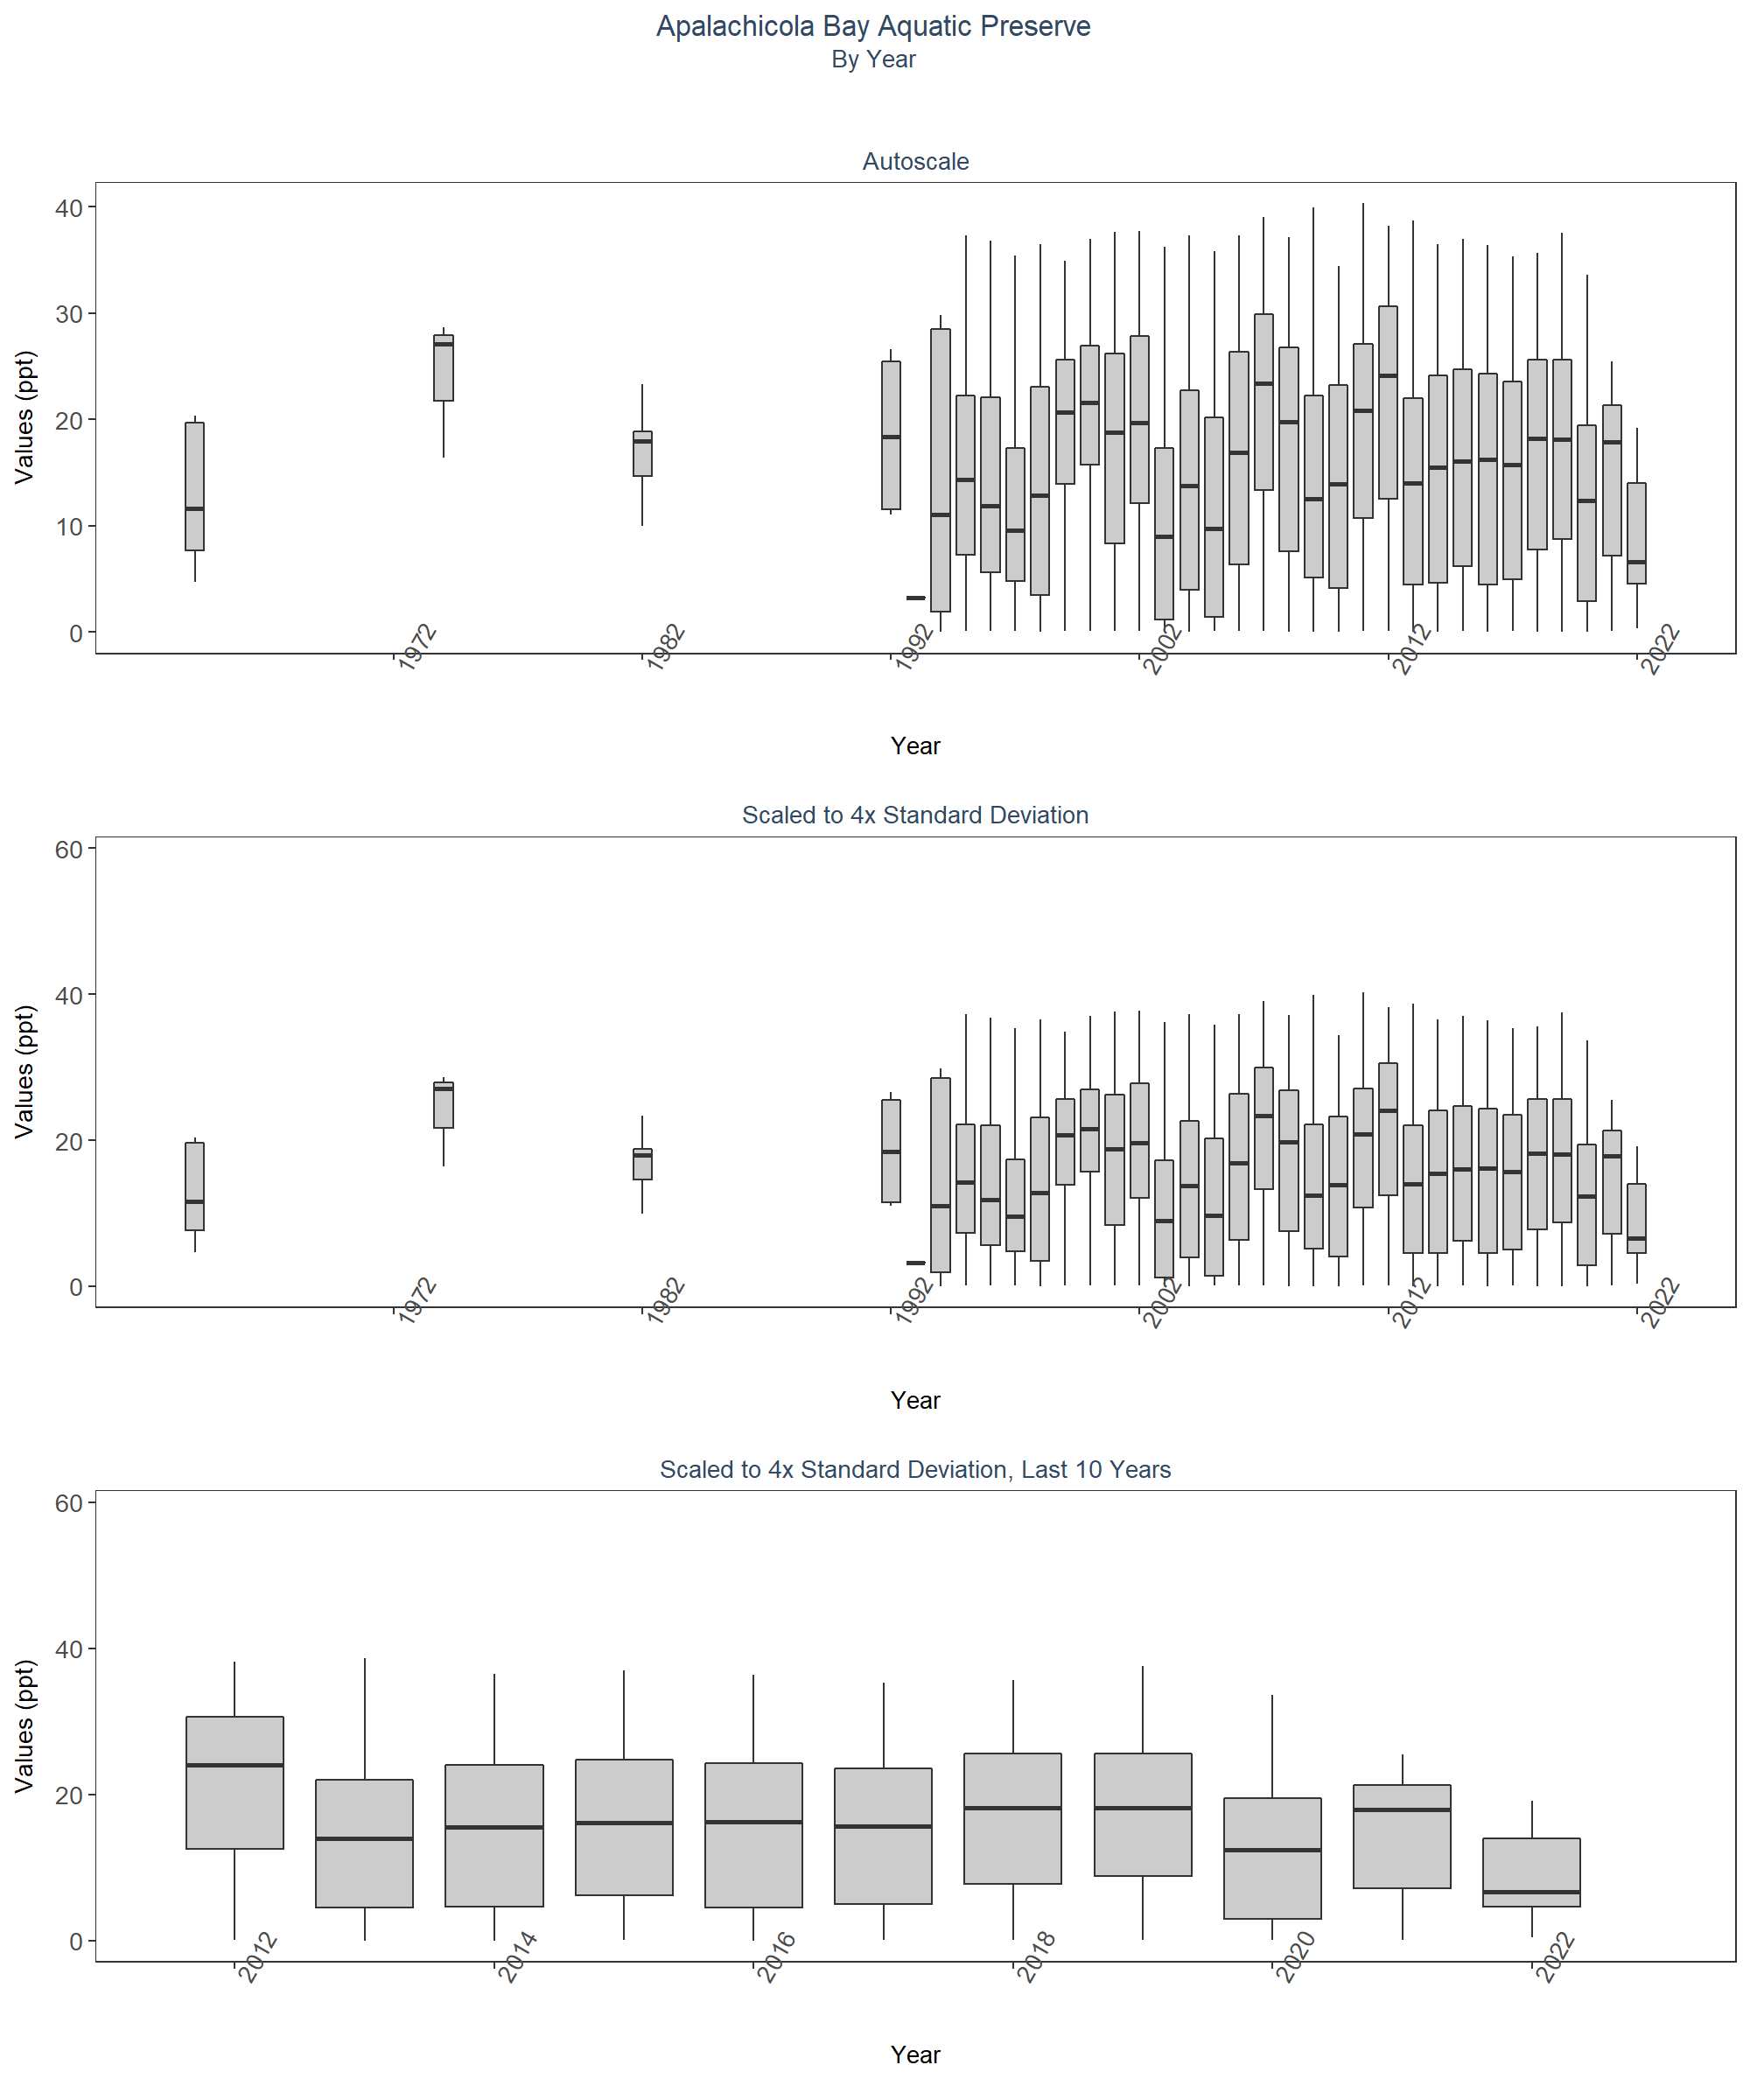 Apalachicola Bay Aquatic Preserve
By Year
Autoscale
Values (ppt)
40
30
20
10
0
1972
1982
1992
2002
2012
2022
Year
Scaled to 4x Standard Deviation
Values (ppt)
60
40
20
0
1972
1982
1992
2002
2012
2022
Year
Scaled to 4x Standard Deviation, Last 10 Years
Values (ppt)
60
40
20
0
2012
2014
2016
2018
2020
2022
Year